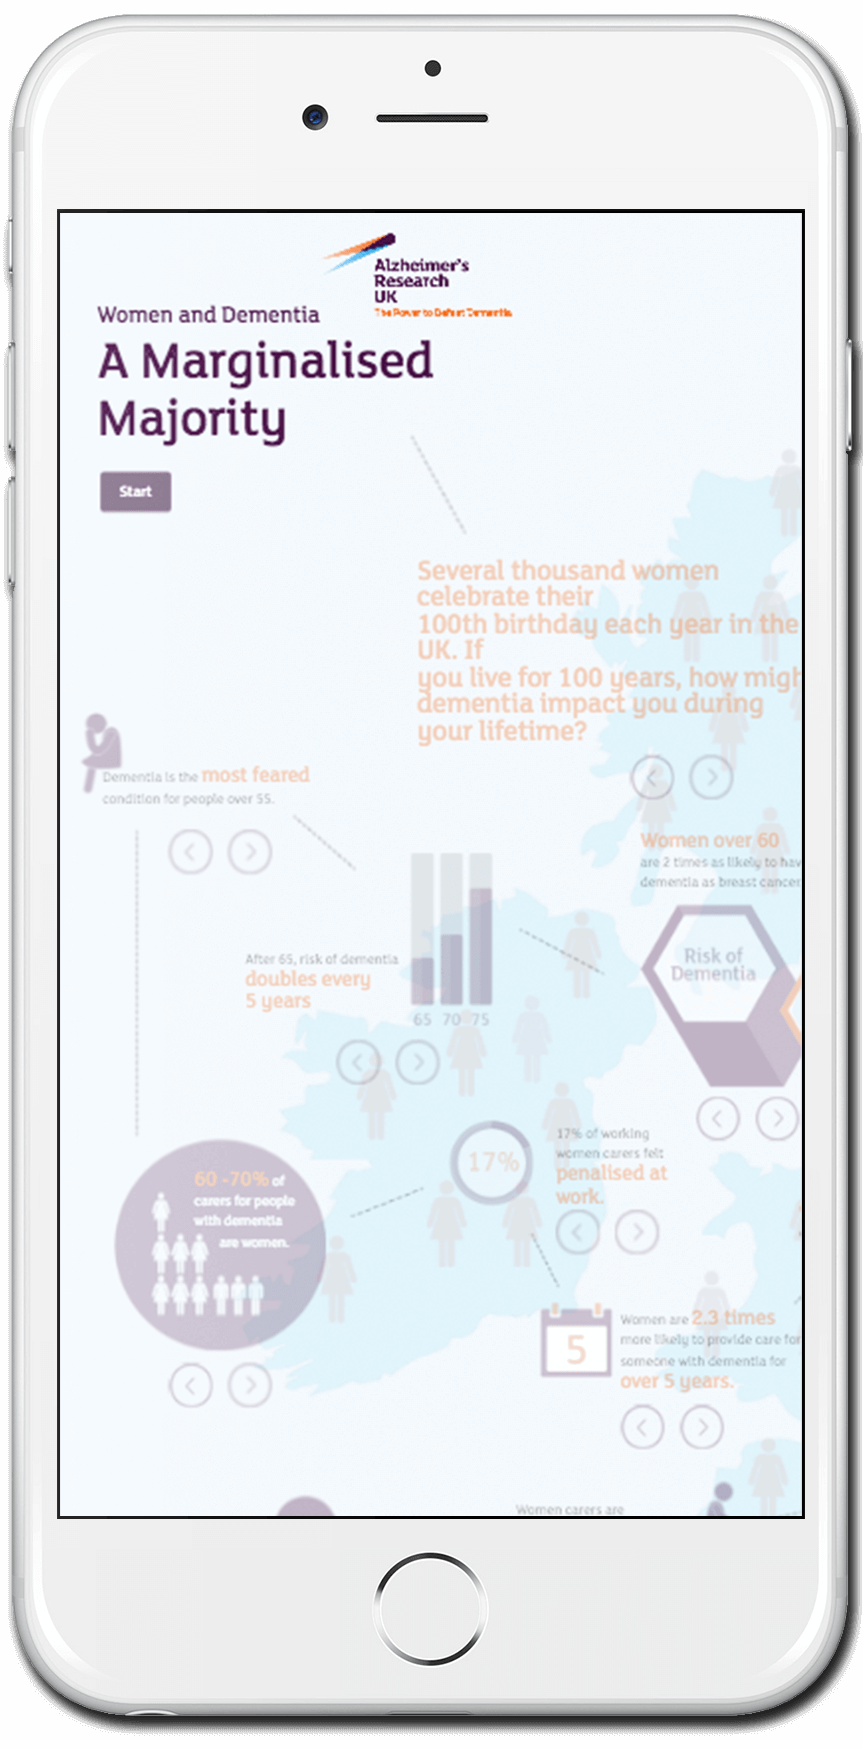 Alzheimer's
Research
UK
The Power to Defeat Dementia
Women and Dementia
A Marginalised
Majority
Start
Several thousand women
celebrate their
100th birthday each year in the
UK. If
you live for 100 years, how migh
dementia impact you during
your lifetime?
Dementia is the most feared
condition for people over 55.
Women over 60
are 2 times as likely to hav
dementia as breast cancer
Risk of
Dementia
After 65, risk of dementia
doubles every
5 years
65 70 75
17%
17% of working
women carers felt
penalised at
work.
60 -70% of
carers for people
with dementia
are women.
5
Women are 2.3 times
more likely to provide care for
someone with dementia for
over 5 years.
Women carers are